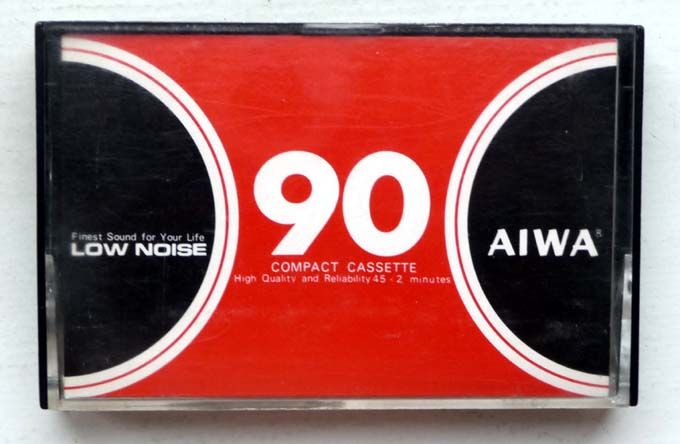 Finest Sound for Your Life
LOW NOISE
90
COMPACT CASSETTE
High Quality and Reliability 45 - 2 minutes
AIWA®